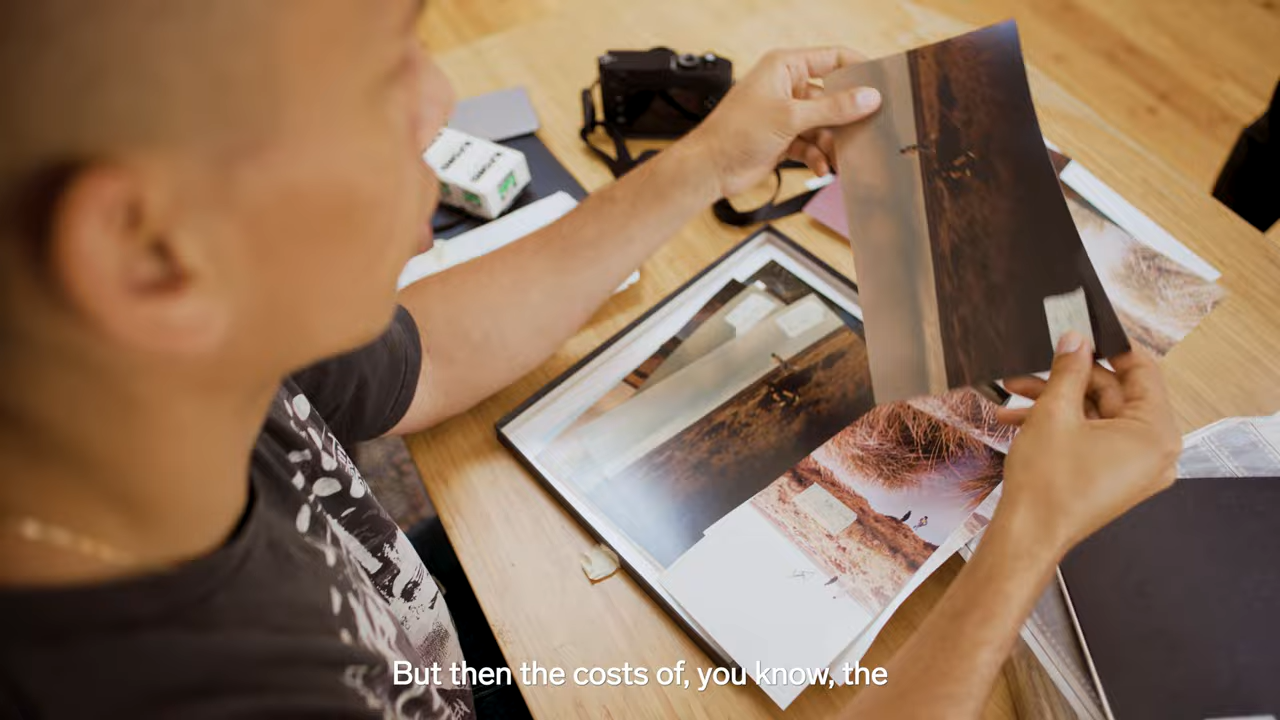 But then the costs of, you know, the